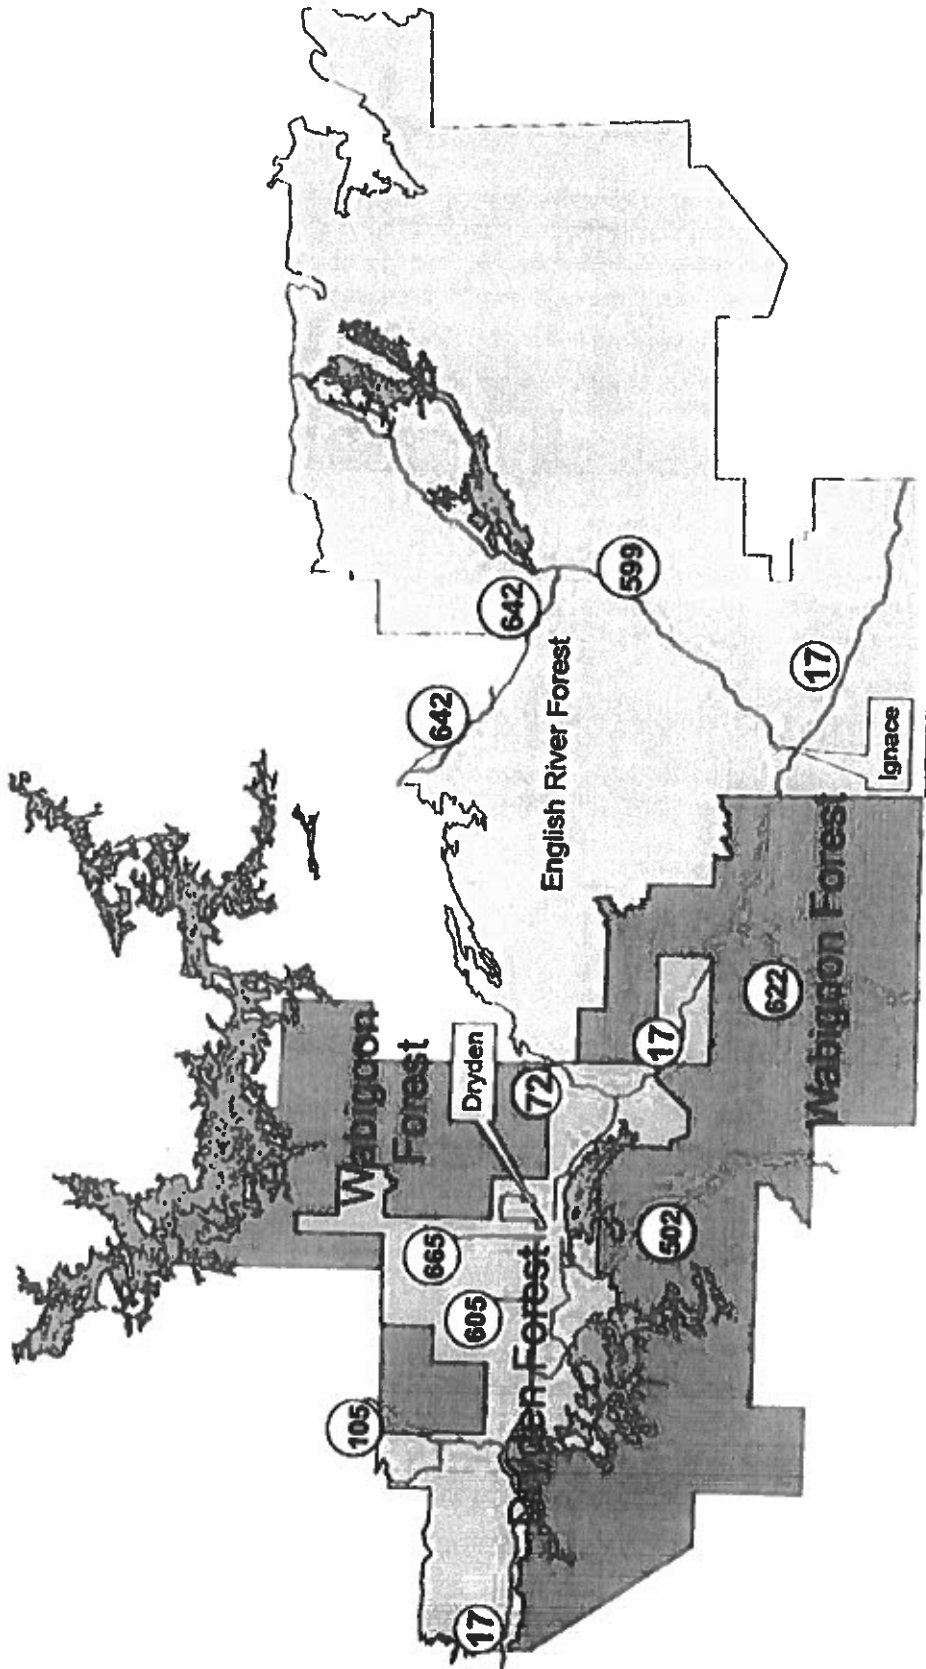 105
Wabigoon
Forest
665
642
17
605
Dryden
642
Dryden Forest
72
English River Forest
599
502
17
622
17
Wabigoon Forest
Ignace